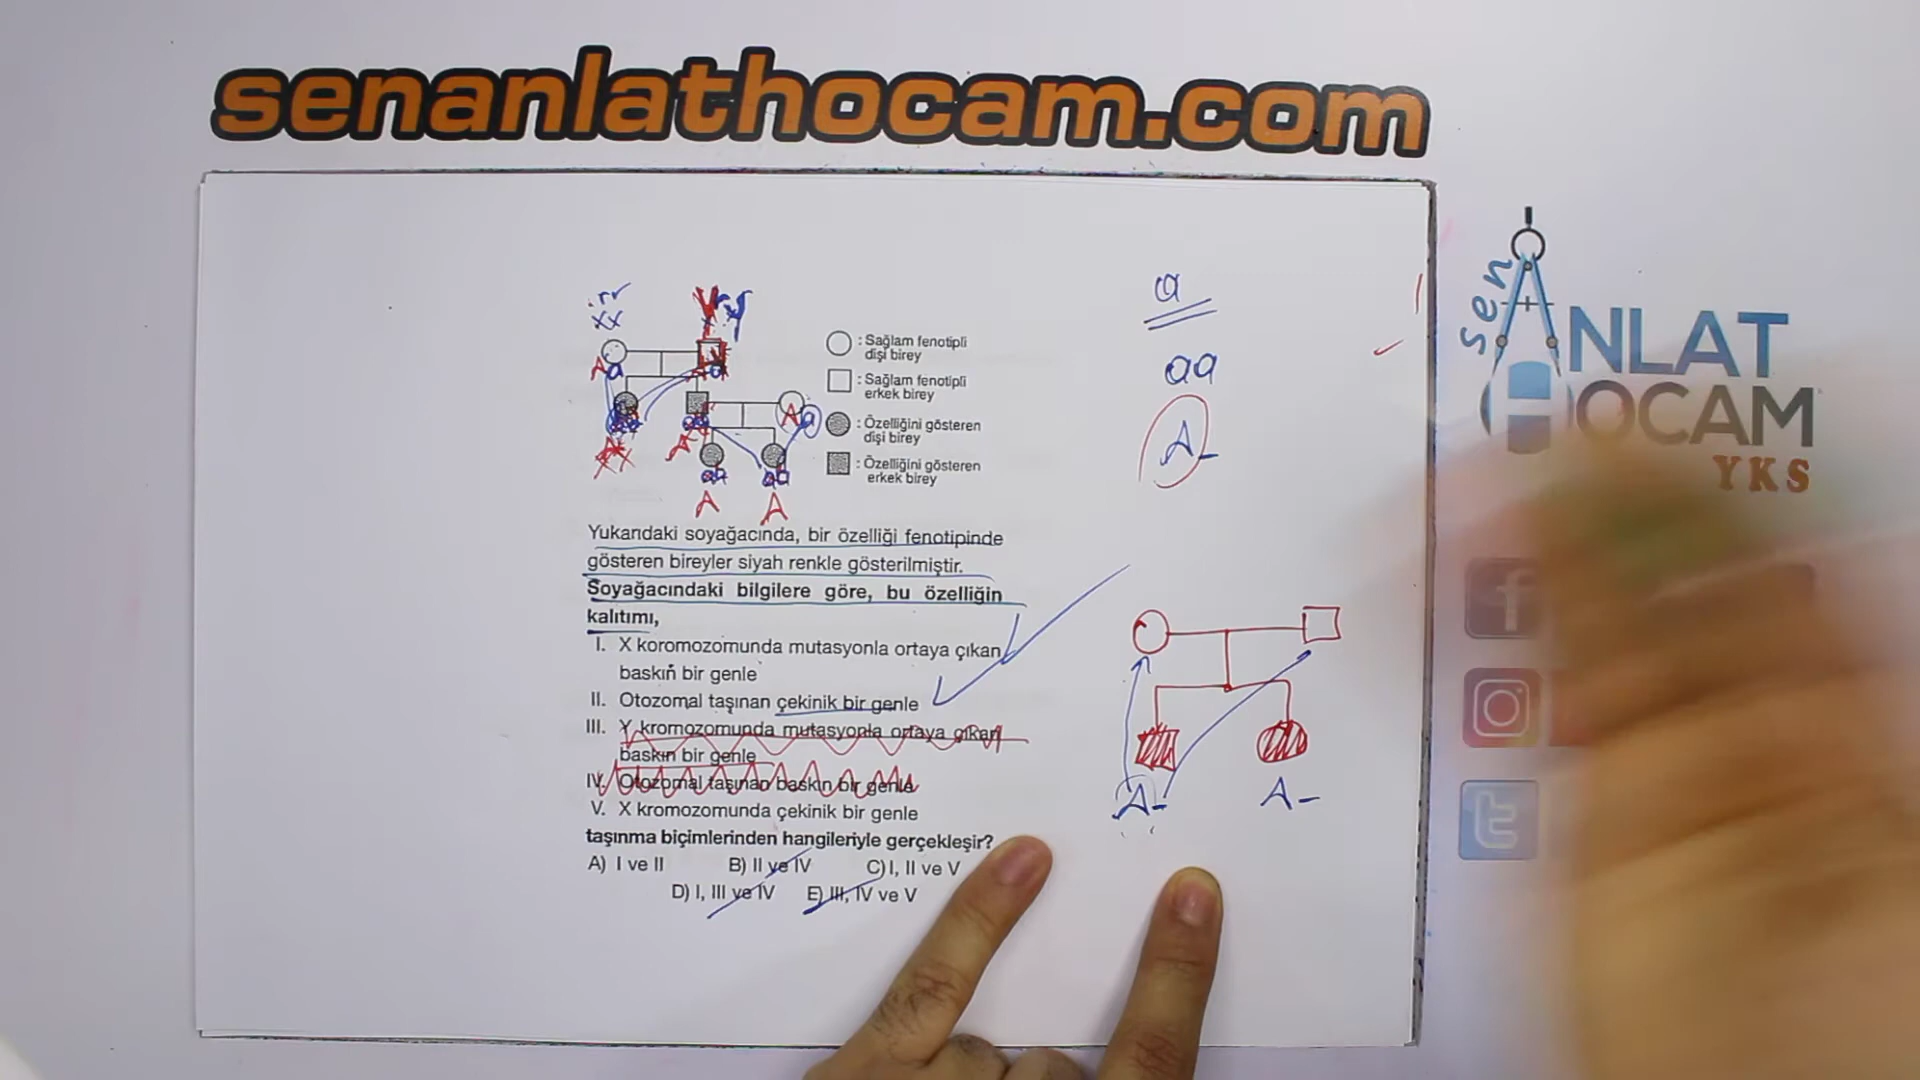 senanlathocam.com
sen
ANLAT
HOCAM
YKS
xx
: Sağlam fenotipli
dişi birey
: Sağlam fenotipli
erkek birey
: Özelliğini gösteren
dişi birey
: Özelliğini gösteren
erkek birey
A a
A a
A
A A
a
aa
A-
Yukarıdaki soyağacında, bir özelliği fenotipinde
gösteren bireyler siyah renkle gösterilmiştir.
Soyağacındaki bilgilere göre, bu özelliğin
kalıtımı,
I. X koromozomunda mutasyonla ortaya çıkan
baskın bir genle
II. Otozomal taşınan çekinik bir genle
III. Y kromozomunda mutasyonla ortaya çıkan
baskın bir genle
IV. Otozomal taşınan baskın bir genle
V. X kromozomunda çekinik bir genle
taşınma biçimlerinden hangileriyle gerçekleşir?
A) I ve II B) II ve IV C) I, II ve V
D) I, III ve IV E) III, IV ve V
A- A-
f
t